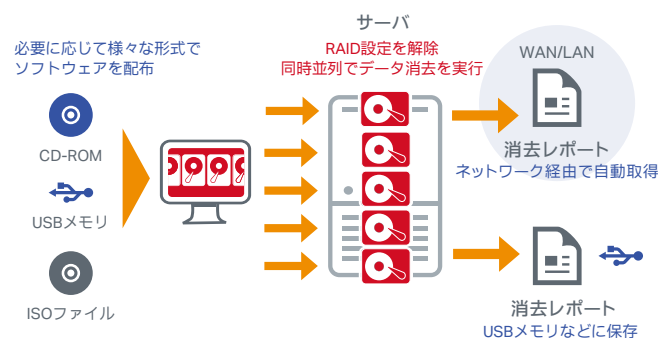 必要に応じて様々な形式で
ソフトウェアを配布
CD-ROM
USBメモリ
ISOファイル
サーバ
RAID設定を解除
同時並列でデータ消去を実行
WAN/LAN
消去レポート
ネットワーク経由で自動取得
消去レポート
USBメモリなどに保存